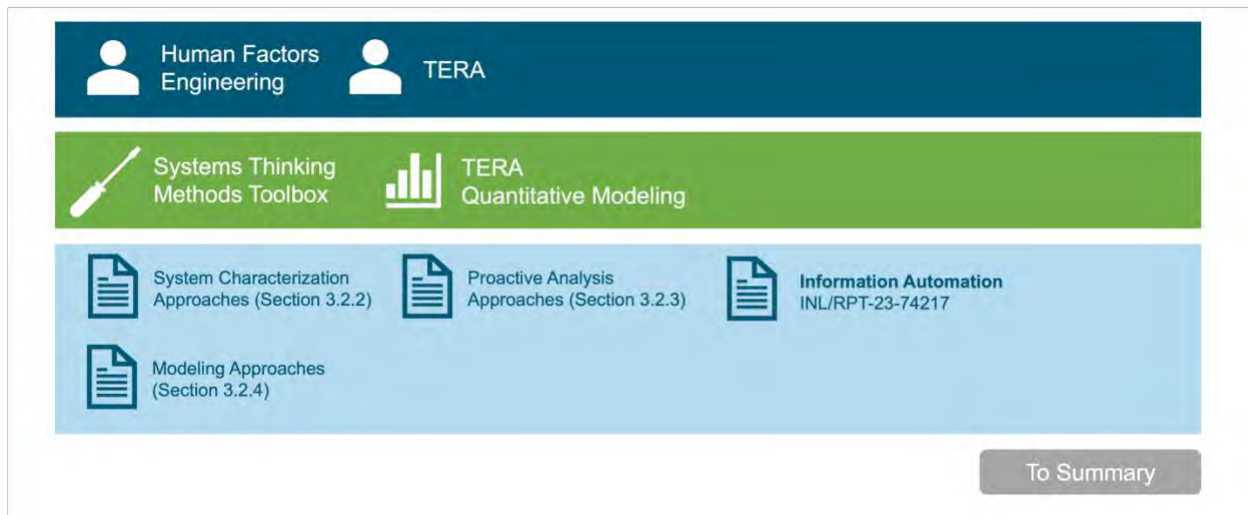 Human Factors
Engineering
TERA
Systems Thinking
Methods Toolbox
TERA
Quantitative Modeling
System Characterization
Approaches (Section 3.2.2)
Proactive Analysis
Approaches (Section 3.2.3)
Information Automation
INL/RPT-23-74217
Modeling Approaches
(Section 3.2.4)
To Summary